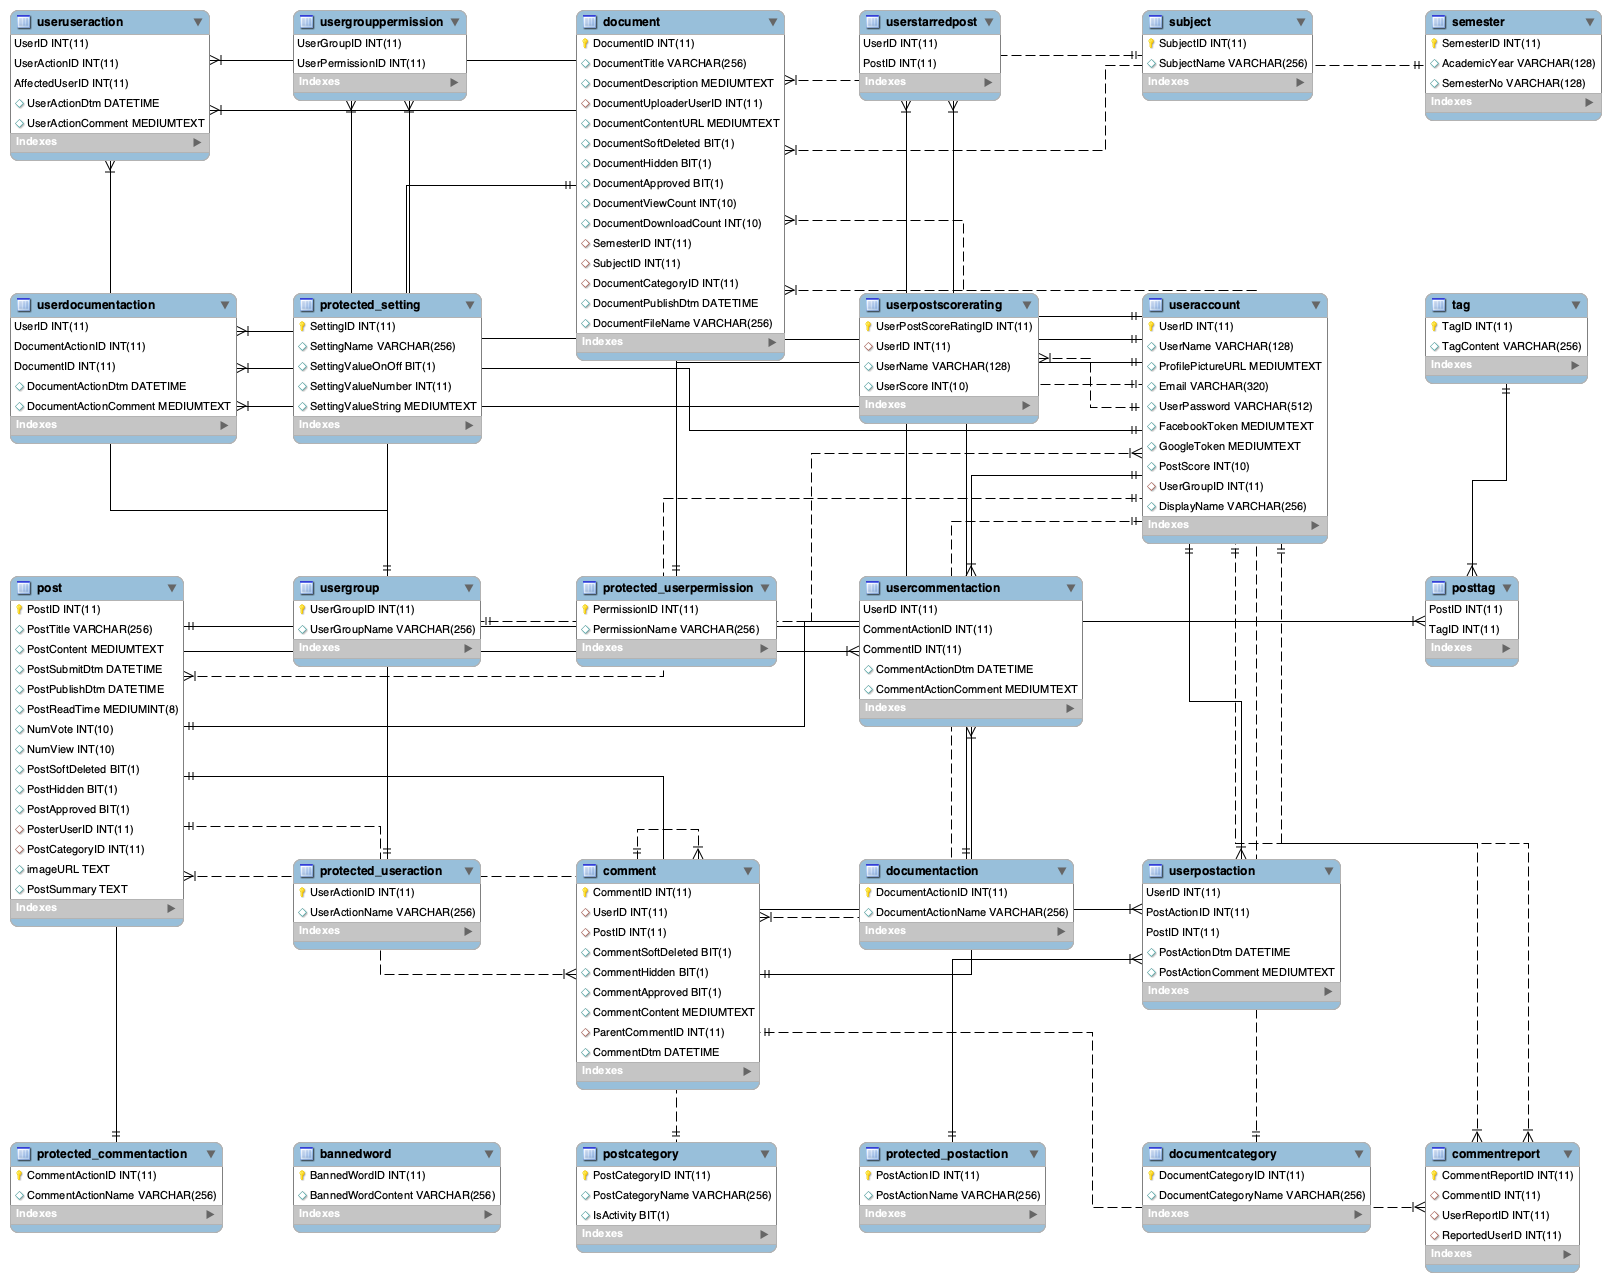 useruseraction
UserID INT(11)
UserActionID INT(11)
AffectedUserID INT(11)
UserActionDtm DATETIME
UserActionComment MEDIUMTEXT
Indexes
usergrouppermission
UserGroupID INT(11)
UserPermissionID INT(11)
Indexes
document
DocumentID INT(11)
DocumentTitle VARCHAR(256)
DocumentDescription MEDIUMTEXT
DocumentUploaderUserID INT(11)
DocumentContentURL MEDIUMTEXT
DocumentSoftDeleted BIT(1)
DocumentHidden BIT(1)
DocumentApproved BIT(1)
DocumentViewCount INT(10)
DocumentDownloadCount INT(10)
SemesterID INT(11)
SubjectID INT(11)
DocumentCategoryID INT(11)
DocumentPublishDtm DATETIME
DocumentFileName VARCHAR(256)
Indexes
userstarredpost
UserID INT(11)
PostID INT(11)
Indexes
subject
SubjectID INT(11)
SubjectName VARCHAR(256)
Indexes
semester
SemesterID INT(11)
AcademicYear VARCHAR(128)
SemesterNo VARCHAR(128)
Indexes
userdocumentaction
UserID INT(11)
DocumentActionID INT(11)
DocumentID INT(11)
DocumentActionDtm DATETIME
DocumentActionComment MEDIUMTEXT
Indexes
protected_setting
SettingID INT(11)
SettingName VARCHAR(256)
SettingValueOnOff BIT(1)
SettingValueNumber INT(11)
SettingValueString MEDIUMTEXT
Indexes
userpostscorerating
UserPostScoreRatingID INT(11)
UserID INT(11)
UserName VARCHAR(128)
UserScore INT(10)
Indexes
useraccount
UserID INT(11)
UserName VARCHAR(128)
ProfilePictureURL MEDIUMTEXT
Email VARCHAR(320)
UserPassword VARCHAR(512)
FacebookToken MEDIUMTEXT
GoogleToken MEDIUMTEXT
PostScore INT(10)
UserGroupID INT(11)
DisplayName VARCHAR(256)
Indexes
tag
TagID INT(11)
TagContent VARCHAR(256)
Indexes
post
PostID INT(11)
PostTitle VARCHAR(256)
PostContent MEDIUMTEXT
PostSubmitDtm DATETIME
PostPublishDtm DATETIME
PostReadTime MEDIUMINT(8)
NumVote INT(10)
NumView INT(10)
PostSoftDeleted BIT(1)
PostHidden BIT(1)
PostApproved BIT(1)
PosterUserID INT(11)
PostCategoryID INT(11)
imageURL TEXT
PostSummary TEXT
Indexes
usergroup
UserGroupID INT(11)
UserGroupName VARCHAR(256)
Indexes
protected_userpermission
PermissionID INT(11)
PermissionName VARCHAR(256)
Indexes
usercommentaction
UserID INT(11)
CommentActionID INT(11)
CommentID INT(11)
CommentActionDtm DATETIME
CommentActionComment MEDIUMTEXT
Indexes
posttag
PostID INT(11)
TagID INT(11)
Indexes
protected_useraction
UserActionID INT(11)
UserActionName VARCHAR(256)
Indexes
comment
CommentID INT(11)
UserID INT(11)
PostID INT(11)
CommentSoftDeleted BIT(1)
CommentHidden BIT(1)
CommentApproved BIT(1)
CommentContent MEDIUMTEXT
ParentCommentID INT(11)
CommentDtm DATETIME
Indexes
documentaction
DocumentActionID INT(11)
DocumentActionName VARCHAR(256)
Indexes
userpostaction
UserID INT(11)
PostActionID INT(11)
PostID INT(11)
PostActionDtm DATETIME
PostActionComment MEDIUMTEXT
Indexes
protected_commentaction
CommentActionID INT(11)
CommentActionName VARCHAR(256)
Indexes
bannedword
BannedWordID INT(11)
BannedWordContent VARCHAR(256)
Indexes
postcategory
PostCategoryID INT(11)
PostCategoryName VARCHAR(256)
IsActivity BIT(1)
Indexes
protected_postaction
PostActionID INT(11)
PostActionName VARCHAR(256)
Indexes
documentcategory
DocumentCategoryID INT(11)
DocumentCategoryName VARCHAR(256)
Indexes
commentreport
CommentReportID INT(11)
CommentID INT(11)
UserReportID INT(11)
ReportedUserID INT(11)
Indexes